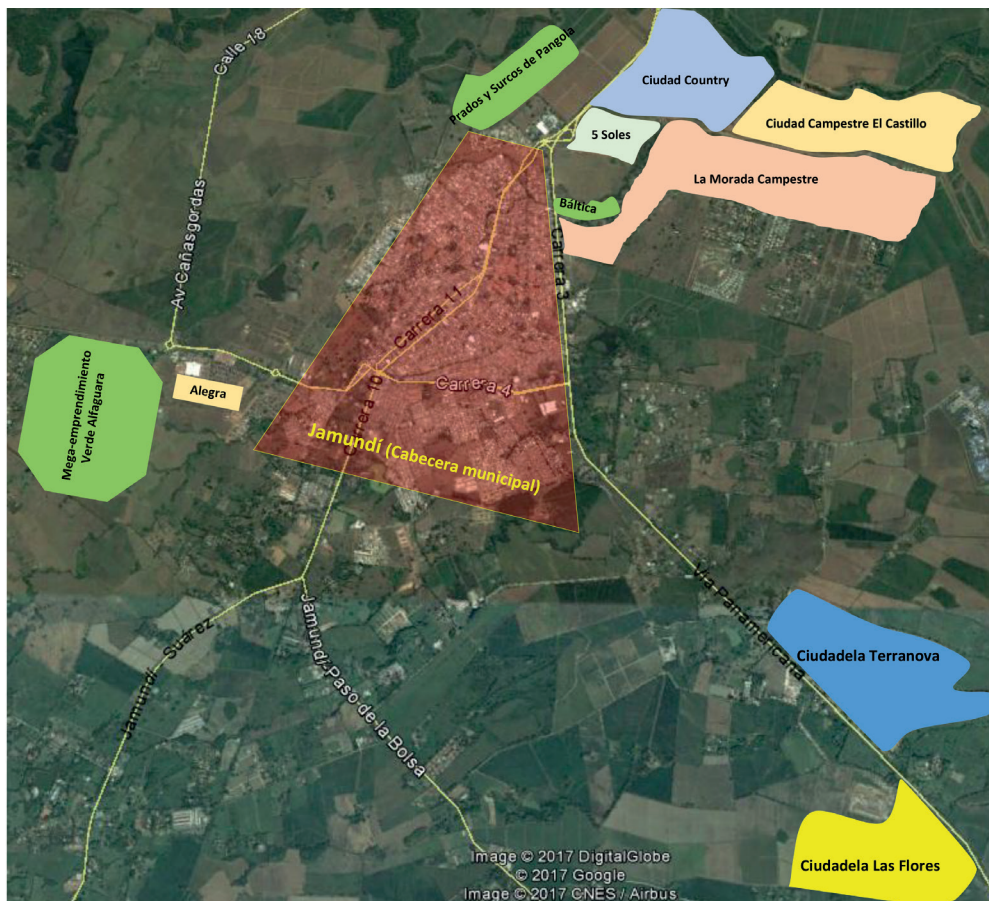 Calle 18
Prados y Surcos de Pangola
Ciudad Country
Ciudad Campestre El Castillo
5 Soles
La Morada Campestre
Báltica
Av Cañasgordas
Carrera 3
Carrera 11
Mega-emprendimiento
Verde Alfaguara
Alegra
Carrera 10
Carrera 4
Jamundí (Cabecera municipal)
Vía Panamericana
Jamundí Suárez
Jamundí-Paso de la Bolsa
Ciudadela Terranova
Ciudadela Las Flores
Image © 2017 DigitalGlobe
© 2017 Google
Image © 2017 CNES / Airbus